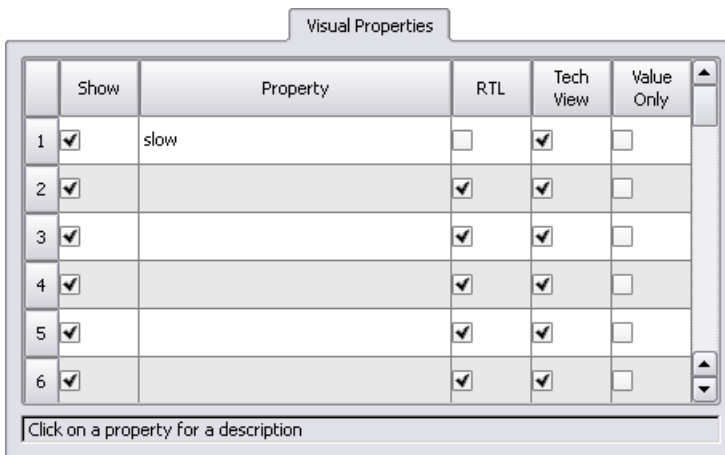 Visual Properties
Show Property RTL Tech View Value Only
1 slow
2
3
4
5
6
Click on a property for a description